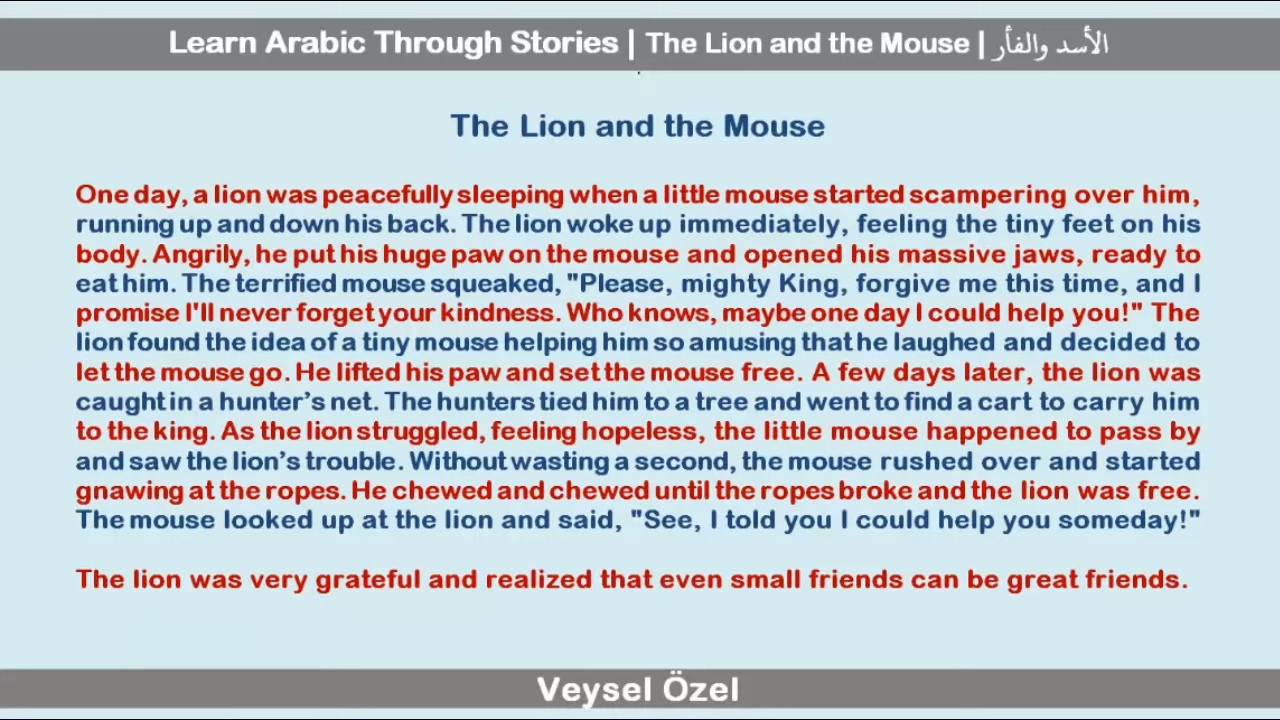 Learn Arabic Through Stories | The Lion and the Mouse | الأسد والفأر
The Lion and the Mouse
One day, a lion was peacefully sleeping when a little mouse started scampering over him,
running up and down his back. The lion woke up immediately, feeling the tiny feet on his
body. Angrily, he put his huge paw on the mouse and opened his massive jaws, ready to
eat him. The terrified mouse squeaked, "Please, mighty King, forgive me this time, and I
promise I'll never forget your kindness. Who knows, maybe one day I could help you!" The
lion found the idea of a tiny mouse helping him so amusing that he laughed and decided to
let the mouse go. He lifted his paw and set the mouse free. A few days later, the lion was
caught in a hunter’s net. The hunters tied him to a tree and went to find a cart to carry him
to the king. As the lion struggled, feeling hopeless, the little mouse happened to pass by
and saw the lion’s trouble. Without wasting a second, the mouse rushed over and started
gnawing at the ropes. He chewed and chewed until the ropes broke and the lion was free.
The mouse looked up at the lion and said, "See, I told you I could help you someday!"
The lion was very grateful and realized that even small friends can be great friends.
Veysel Özel